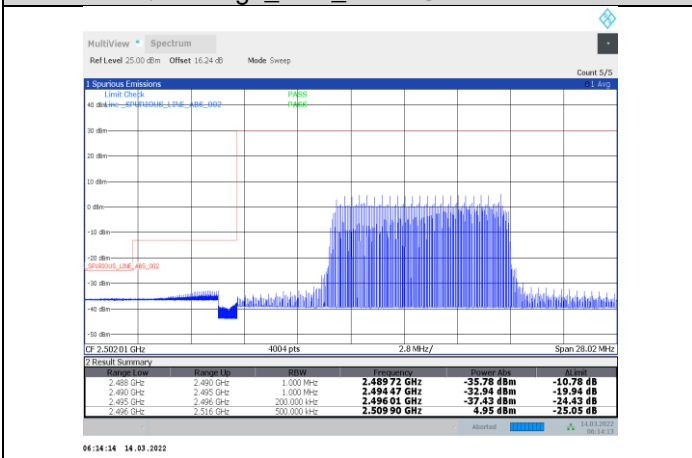 MultiView Spectrum
Ref Level 25.00 dBm Offset 16.24 dB Mode Sweep
Count 5/5
1 Spurious Emissions 1 Avg
Limit Check PASS
40 dBm Line _SPURIOUS_LINE_ABS_002 PASS
30 dBm
20 dBm
10 dBm
0 dBm
-10 dBm
-20 dBm
_SPURIOUS_LINE_ABS_002
-30 dBm
-40 dBm
-50 dBm
CF 2.50201 GHz 4004 pts 2.8 MHz/ Span 28.02 MHz
2 Result Summary
Range Low Range Up RBW Frequency Power Abs ΔLimit
2.488 GHz 2.490 GHz 1.000 MHz 2.48972 GHz -35.78 dBm -10.78 dB
2.490 GHz 2.495 GHz 1.000 MHz 2.49447 GHz -32.94 dBm -19.94 dB
2.495 GHz 2.496 GHz 200.000 kHz 2.49601 GHz -37.43 dBm -24.43 dB
2.496 GHz 2.516 GHz 500.000 kHz 2.50990 GHz 4.95 dBm -25.05 dB
Aborted 14.03.2022
06:14:13
06:14:14 14.03.2022